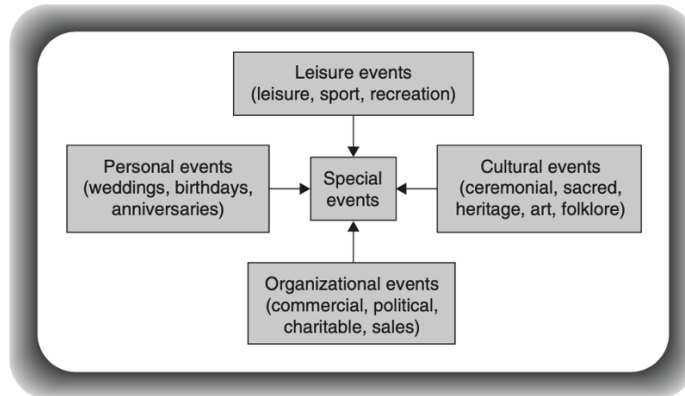 Leisure events
(leisure, sport, recreation)
Personal events
(weddings, birthdays,
anniversaries)
Special
events
Cultural events
(ceremonial, sacred,
heritage, art, folklore)
Organizational events
(commercial, political,
charitable, sales)